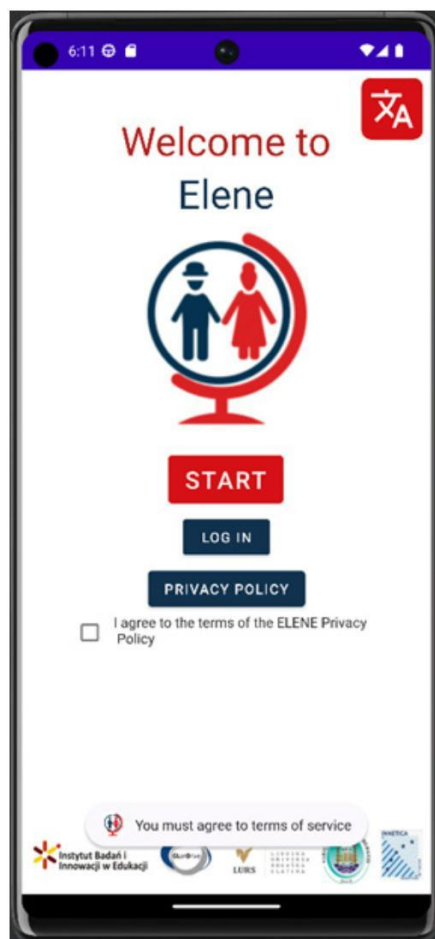 6:11
Welcome to
Elene
START
LOG IN
PRIVACY POLICY
I agree to the terms of the ELENE Privacy
Policy
You must agree to terms of service
Instytut Badań i
Innowacji w Edukacji
LURS